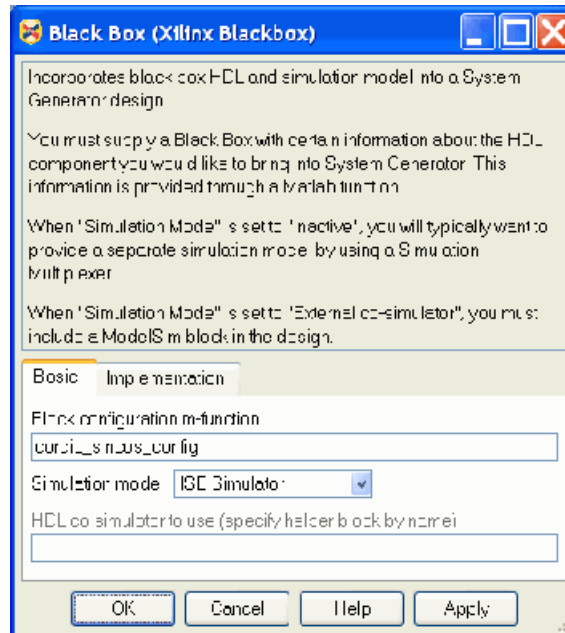 Black Box (Xilinx Blackbox)
Incorporates black box HDL and simulation model into a System
Generator design
You must supply a Black Box with certain information about the HDL
component you would like to bring into System Generator. This
information is provided through a Matlab function
When "Simulation Mode" is set to "Inactive", you will typically want to
provide a separate simulation model by using a Simulation
Multiplexer
When "Simulation Mode" is set to "External co-simulator", you must
include a ModelSim block in the design.
Basic Implementation
Block configuration m-function
cordic_sincos_config
Simulation mode ISE Simulator
HDL co-simulator to use (specify helper block by name)
OK Cancel Help Apply